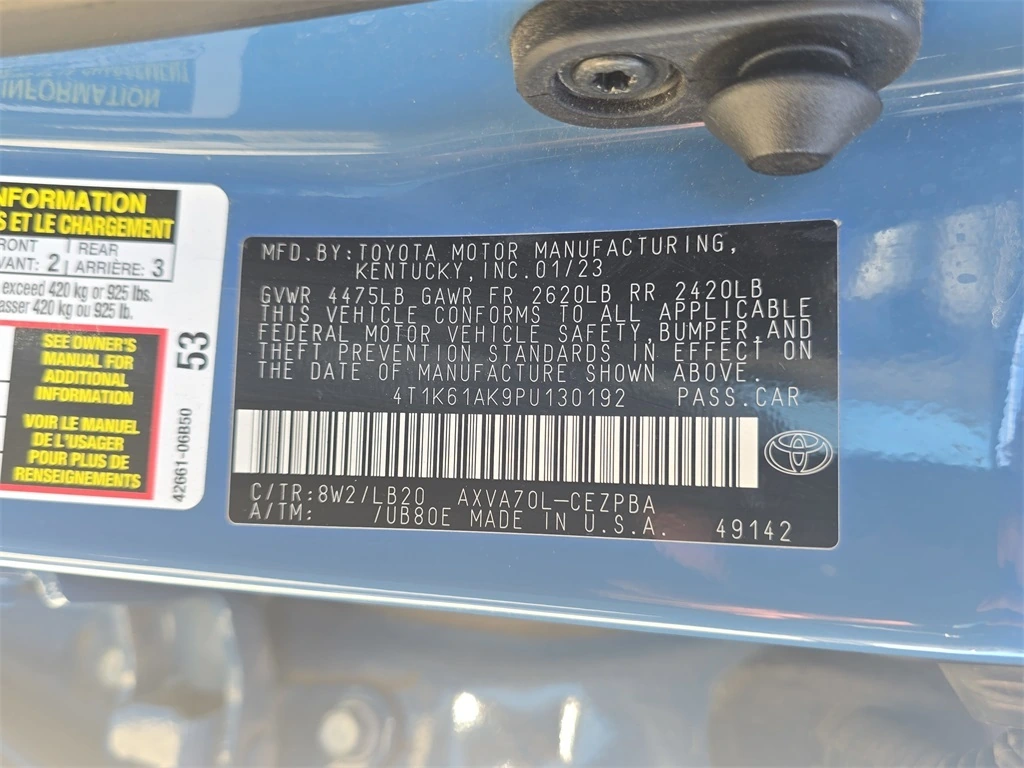 INFORMATION
NFORMATION
S ET LE CHARGEMENT
RONT REAR
VANT: 2 ARRIÈRE: 3
exceed 420 kg or 925 lbs.
asser 420 kg ou 925 lb.
SEE OWNER'S
MANUAL FOR
ADDITIONAL
INFORMATION
VOIR LE MANUEL
DE L'USAGER
POUR PLUS DE
RENSEIGNEMENTS
53
42661-06B50
MFD.BY:TOYOTA MOTOR MANUFACTURING,
KENTUCKY,INC.01/23
GVWR 4475LB GAWR FR 2620LB RR 2420LB
THIS VEHICLE CONFORMS TO ALL APPLICABLE
FEDERAL MOTOR VEHICLE SAFETY,BUMPER,AND
THEFT PREVENTION STANDARDS IN EFFECT ON
THE DATE OF MANUFACTURE SHOWN ABOVE.
4T1K61AK9PU130192 PASS.CAR
C/TR:8W2/LB20 AXVA70L-CEZPBA
A/TM: /UB80E MADE IN U.S.A. 49142